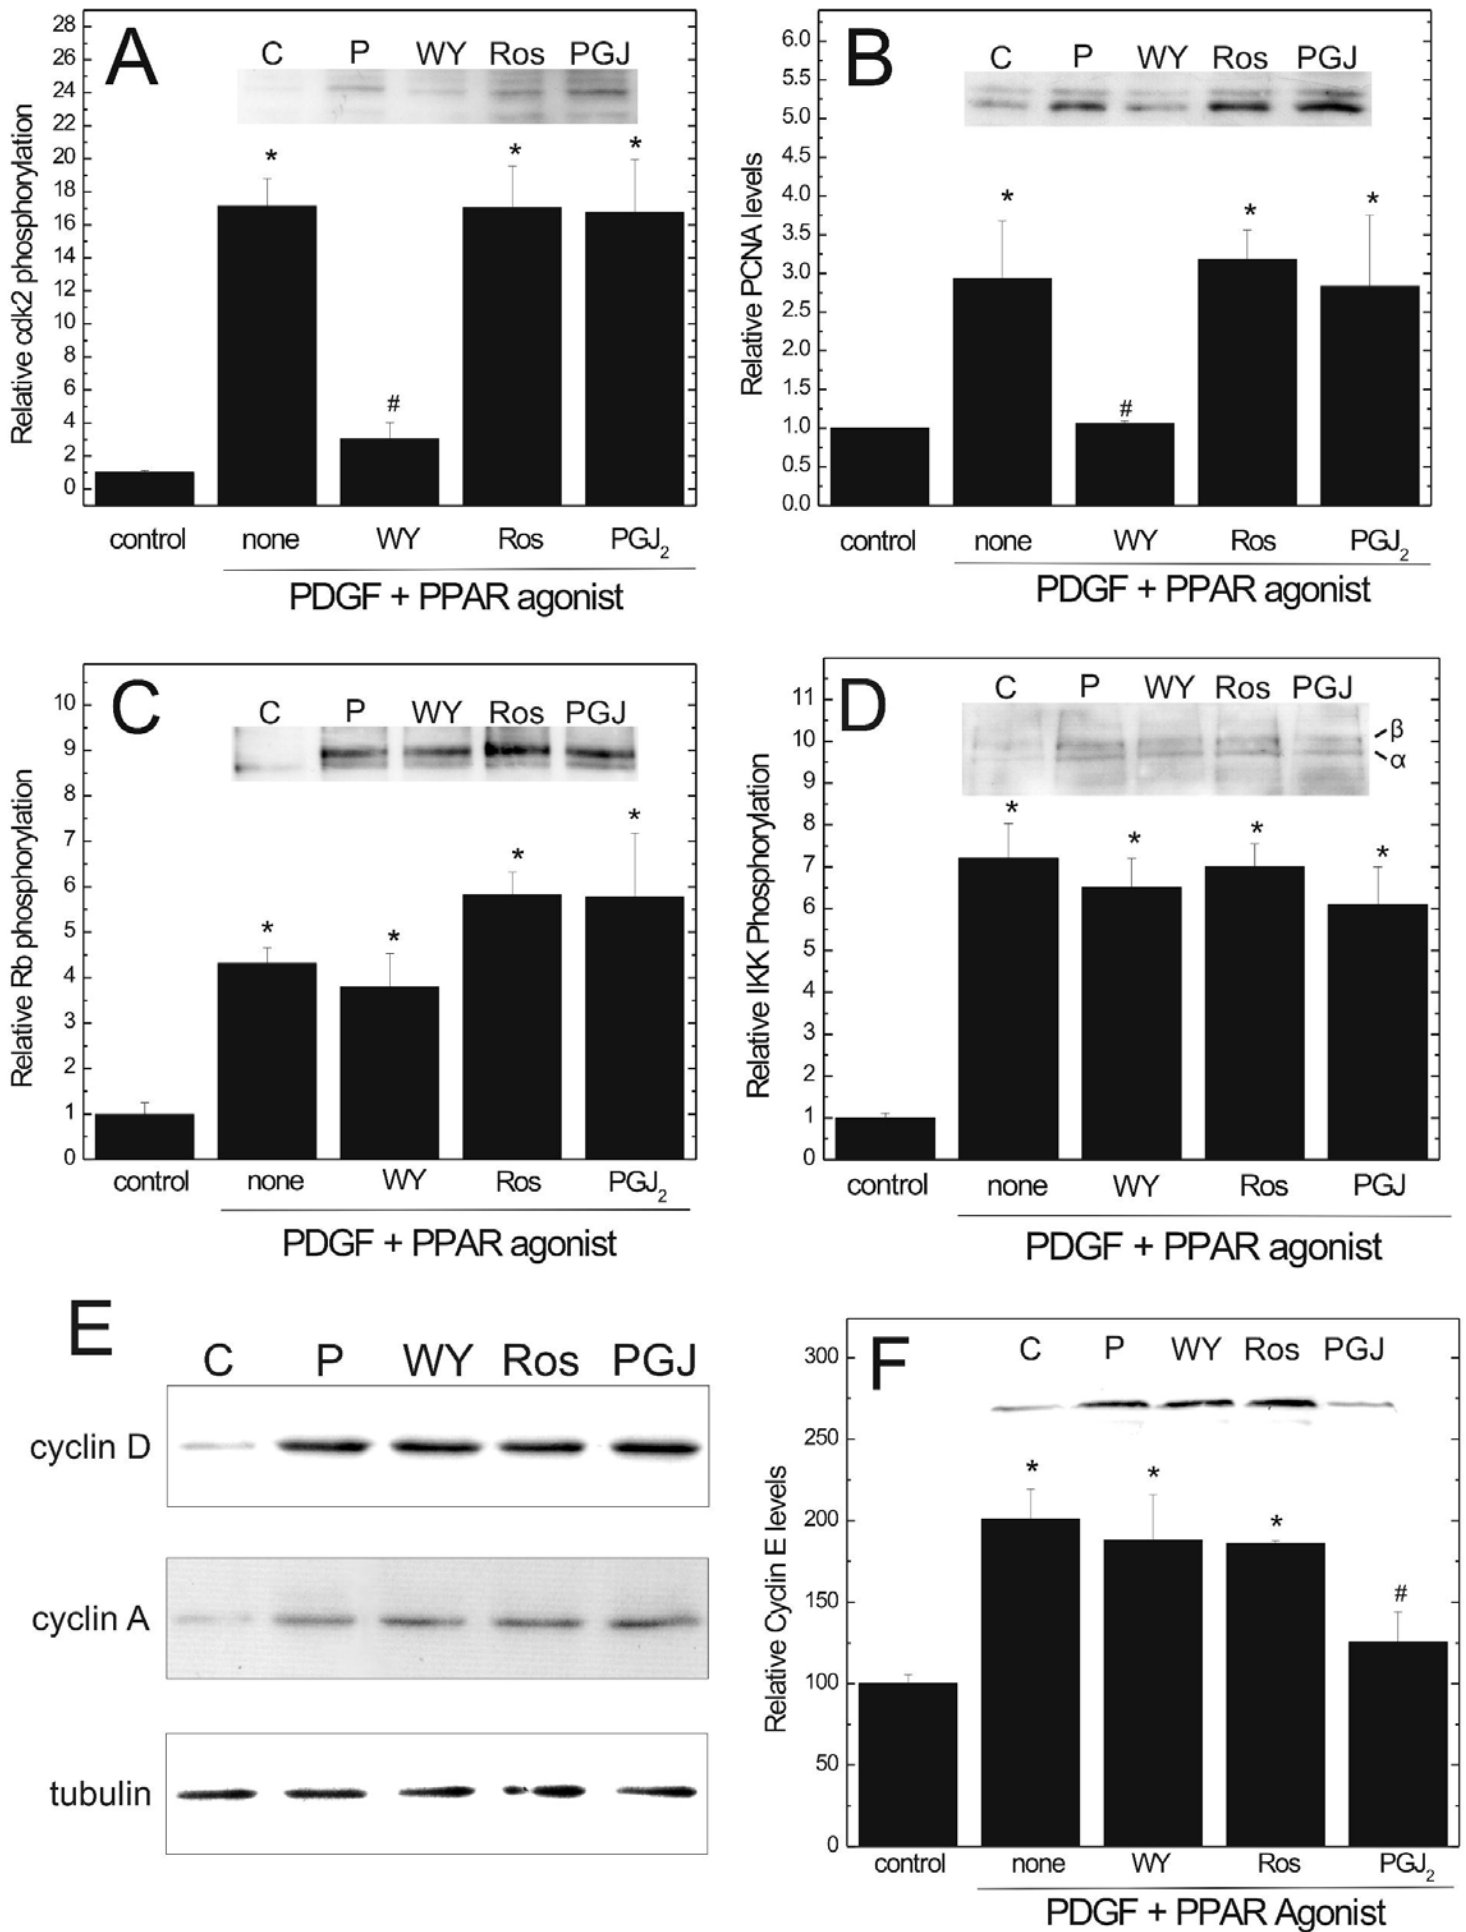 A
C P WY Ros PGJ
Relative cdk2 phosphorylation
28
26
24
22
20
18
16
14
12
10
8
6
4
2
0
* # * *
control none WY Ros PGJ2
PDGF + PPAR agonist
B
C P WY Ros PGJ
Relative PCNA levels
6.0
5.5
5.0
4.5
4.0
3.5
3.0
2.5
2.0
1.5
1.0
0.5
0.0
* # * *
control none WY Ros PGJ2
PDGF + PPAR agonist
C
C P WY Ros PGJ
Relative Rb phosphorylation
10
9
8
7
6
5
4
3
2
1
0
* * * *
control none WY Ros PGJ2
PDGF + PPAR agonist
D
C P WY Ros PGJ
β
α
Relative IKK Phosphorylation
11
10
9
8
7
6
5
4
3
2
1
0
* * * *
control none WY Ros PGJ
PDGF + PPAR agonist
E
C P WY Ros PGJ
cyclin D
cyclin A
tubulin
F
C P WY Ros PGJ
Relative Cyclin E levels
300
250
200
150
100
50
0
* * * #
control none WY Ros PGJ2
PDGF + PPAR Agonist